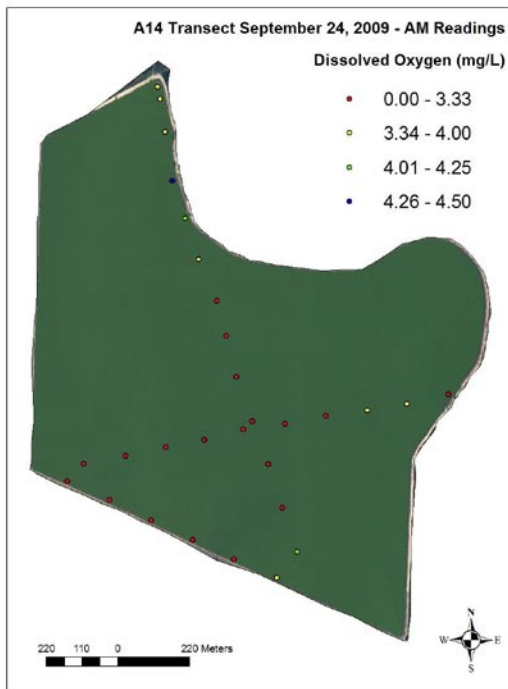 A14 Transect September 24, 2009 - AM Readings
Dissolved Oxygen (mg/L)
0.00 - 3.33
3.34 - 4.00
4.01 - 4.25
4.26 - 4.50
N
W E
S
220 110 0 220 Meters